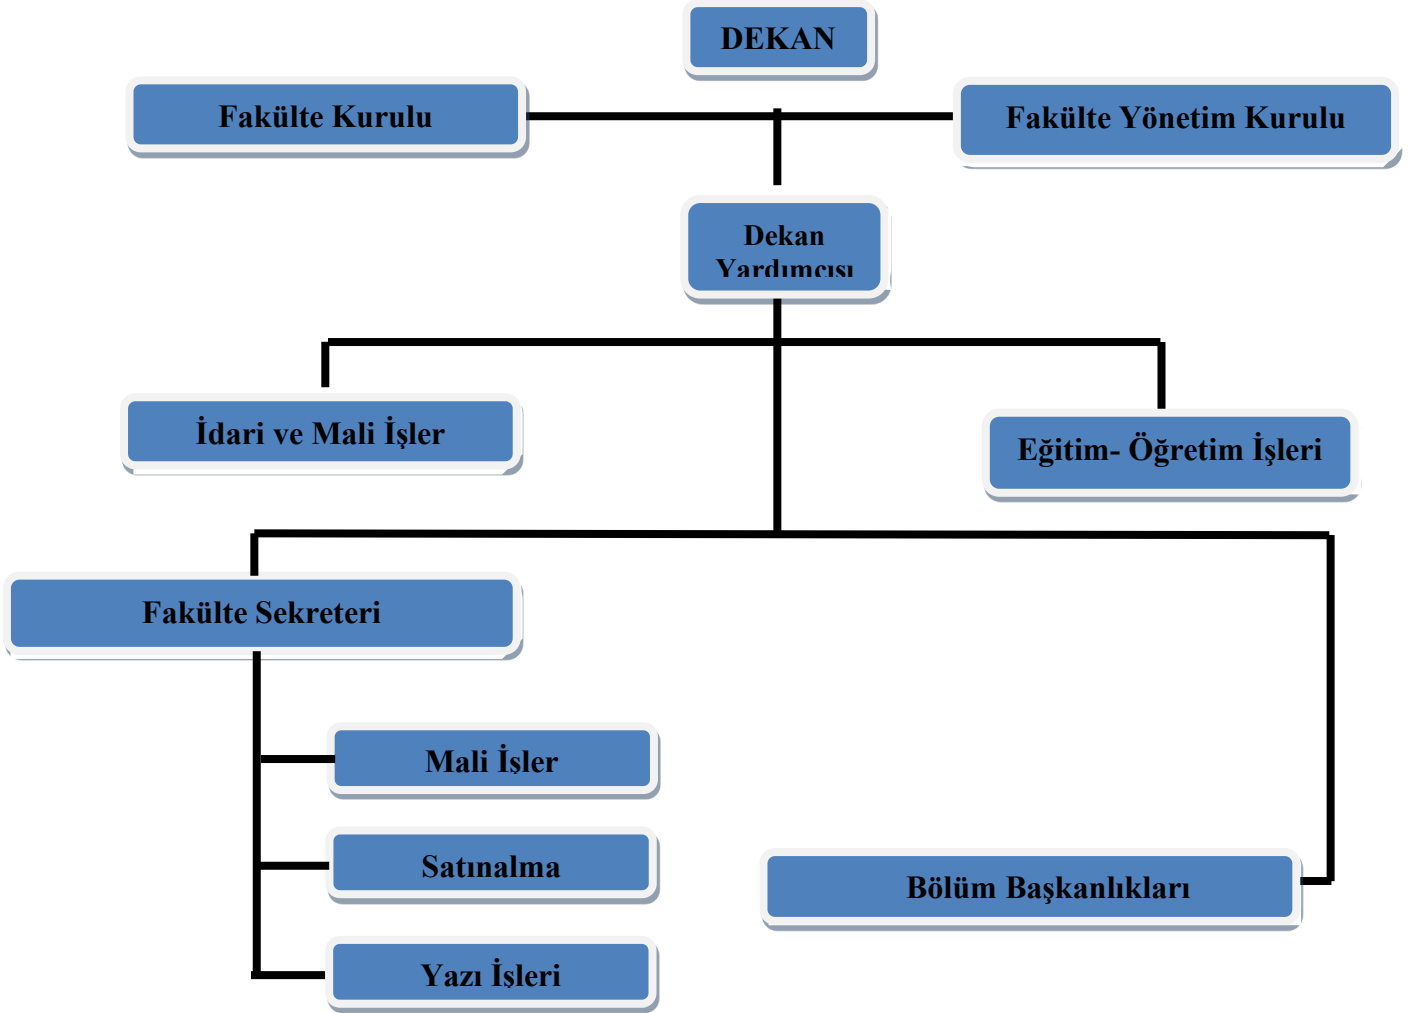 DEKAN
Fakülte Kurulu
Fakülte Yönetim Kurulu
Dekan
Yardımcısı
İdari ve Mali İşler
Eğitim- Öğretim İşleri
Fakülte Sekreteri
Mali İşler
Satınalma
Bölüm Başkanlıkları
Yazı İşleri